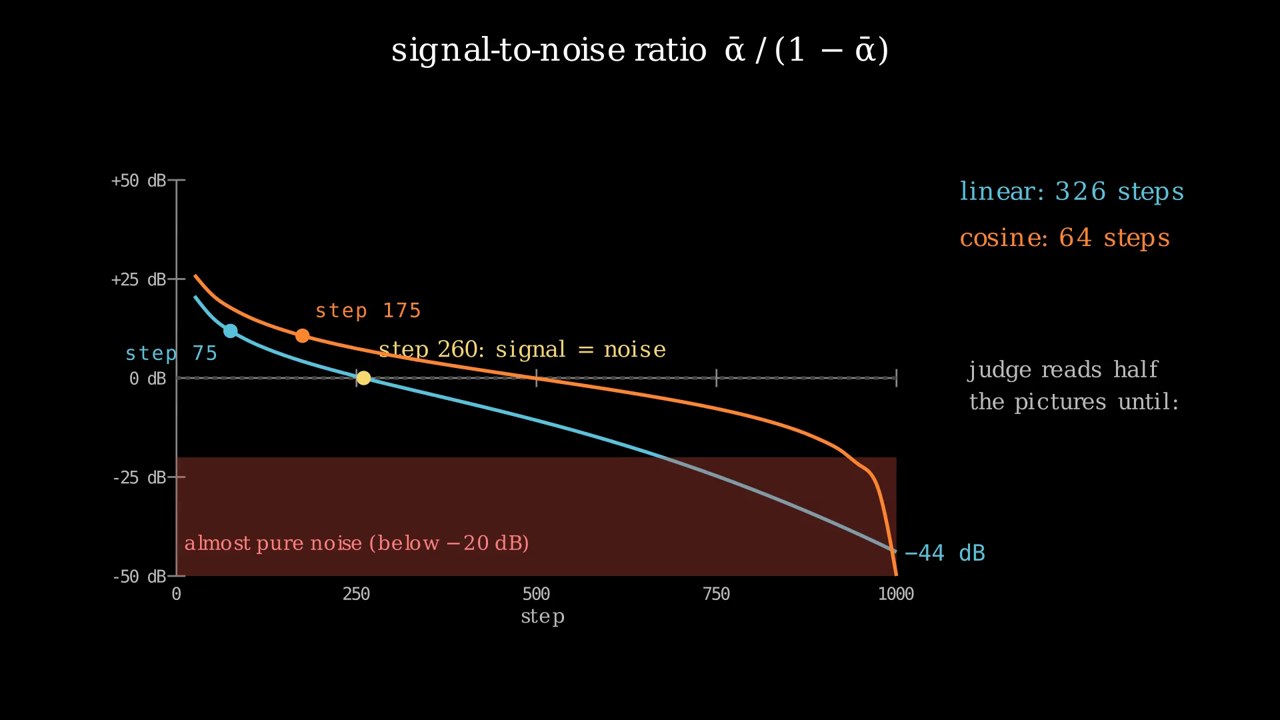 signal-to-noise ratio ᾱ / (1 − ᾱ)
+50 dB
linear: 326 steps
cosine: 64 steps
+25 dB
step 175
step 75
step 260: signal = noise
0 dB
judge reads half
the pictures until:
-25 dB
almost pure noise (below −20 dB)
−44 dB
-50 dB
0
250
500
750
1000
step